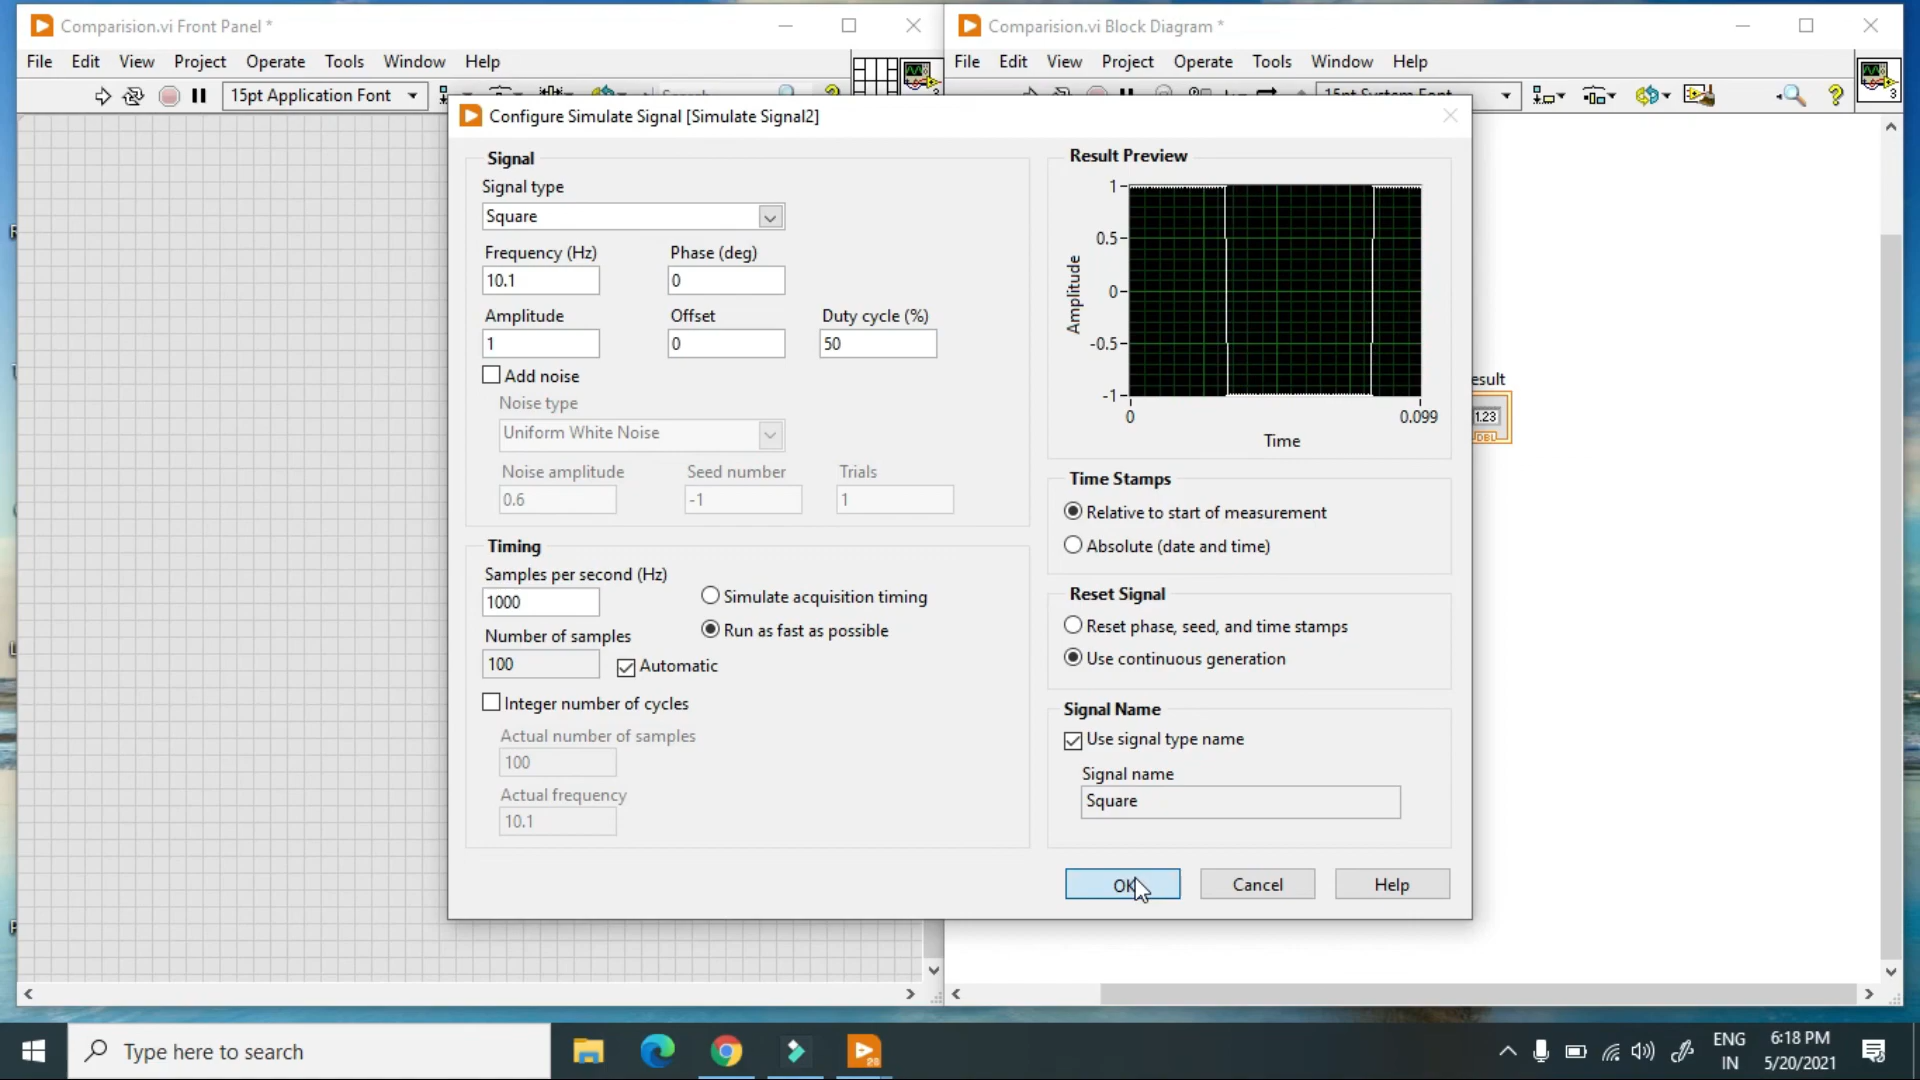 Comparision.vi Front Panel *
Comparision.vi Block Diagram *
File Edit View Project Operate Tools Window Help
File Edit View Project Operate Tools Window Help
15pt Application Font
3
3
Configure Simulate Signal [Simulate Signal2]
Signal
Signal type
Square
Frequency (Hz) Phase (deg)
10.1 0
Amplitude Offset Duty cycle (%)
1 0 50
Add noise
Noise type
Uniform White Noise
Noise amplitude Seed number Trials
0.6 -1 1
Timing
Samples per second (Hz)
1000
Simulate acquisition timing
Run as fast as possible
Number of samples
100
Automatic
Integer number of cycles
Actual number of samples
100
Actual frequency
10.1
Result Preview
1
0.5
0
-0.5
-1
Amplitude
0 0.099
Time
Time Stamps
Relative to start of measurement
Absolute (date and time)
Reset Signal
Reset phase, seed, and time stamps
Use continuous generation
Signal Name
Use signal type name
Signal name
Square
OK Cancel Help
esult
1.23
DBL
Type here to search
ENG
IN
6:18 PM
5/20/2021